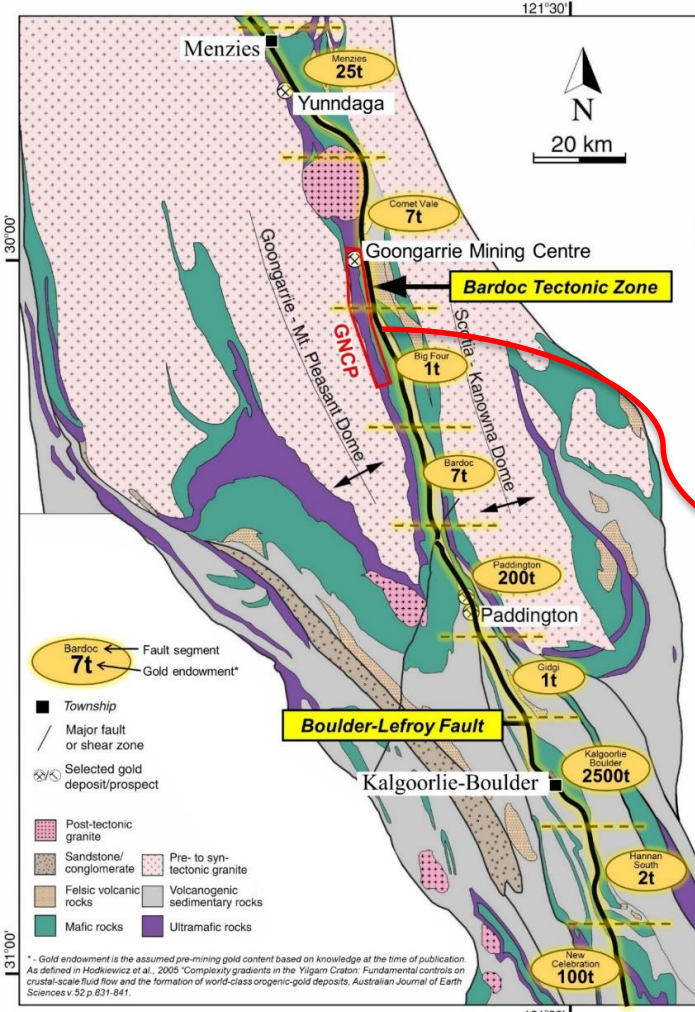 121°30'
Menzies
Menzies
25t
Yunndaga
N
20 km
Comet Vale
7t
30°00'
Goongarrie Mining Centre
Bardoc Tectonic Zone
Goongarrie - Mt. Pleasant Dome
GNCP
Scotia - Kanowna Dome
Big Four
1t
Bardoc
7t
Paddington
200t
Paddington
Gidgi
1t
Boulder-Lefroy Fault
Kalgoorlie
Boulder
2500t
Kalgoorlie-Boulder
Hannan
South
2t
New
Celebration
100t
Bardoc
7t
Fault segment
Gold endowment*
Township
Major fault
or shear zone
Selected gold
deposit/prospect
Post-tectonic
granite
Sandstone/
conglomerate
Pre- to syn-
tectonic granite
Felsic volcanic
rocks
Volcanogenic
sedimentary rocks
Mafic rocks
Ultramafic rocks
31°00'
* - Gold endowment is the assumed pre-mining gold content based on knowledge at the time of publication.
As defined in Hodkiewicz et al., 2005 "Complexity gradients in the Yilgarn Craton: Fundamental controls on
crustal-scale fluid flow and the formation of world-class orogenic-gold deposits, Australian Journal of Earth
Sciences v.52 p.831-841.